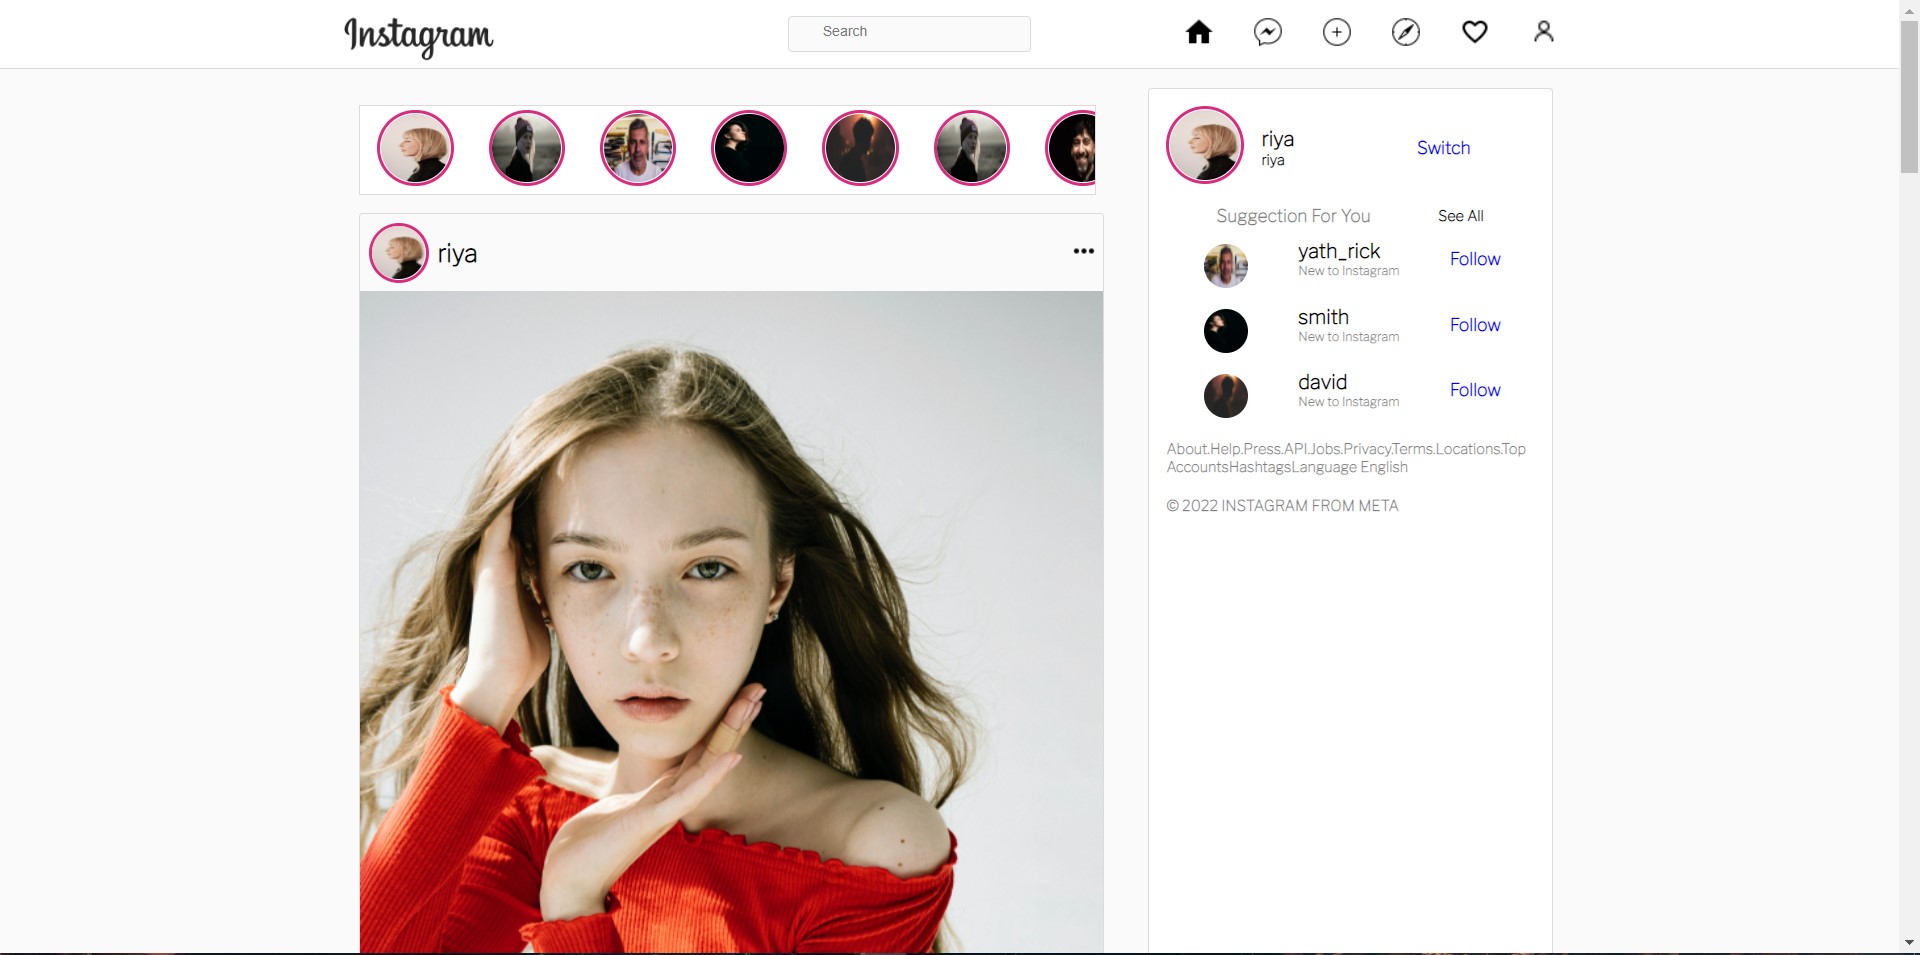 Instagram
Search
riya
riya
riya
Switch
Suggestion For You
See All
yath_rick
New to Instagram
Follow
smith
New to Instagram
Follow
david
New to Instagram
Follow
About.Help.Press.API.Jobs.Privacy.Terms.Locations.Top
AccountsHashtagsLanguage English
© 2022 INSTAGRAM FROM META